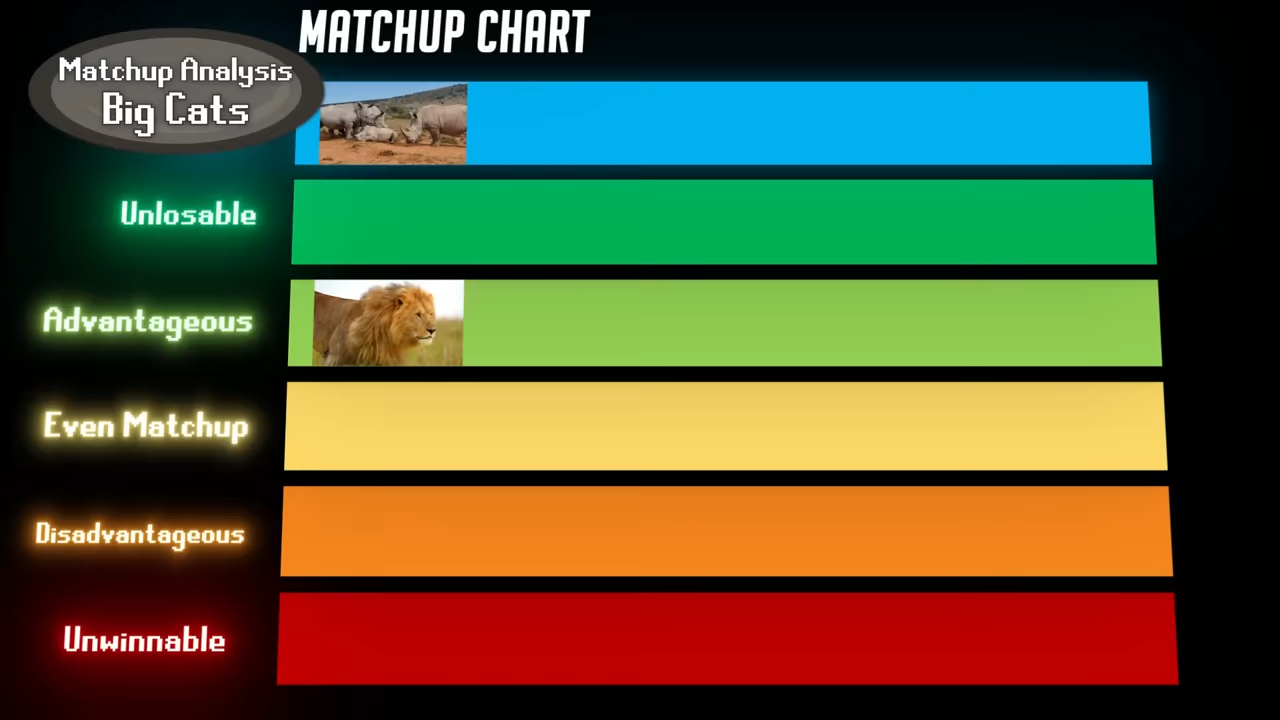 MATCHUP CHART
Matchup Analysis
Big Cats
Unlosable
Advantageous
Even Matchup
Disadvantageous
Unwinnable